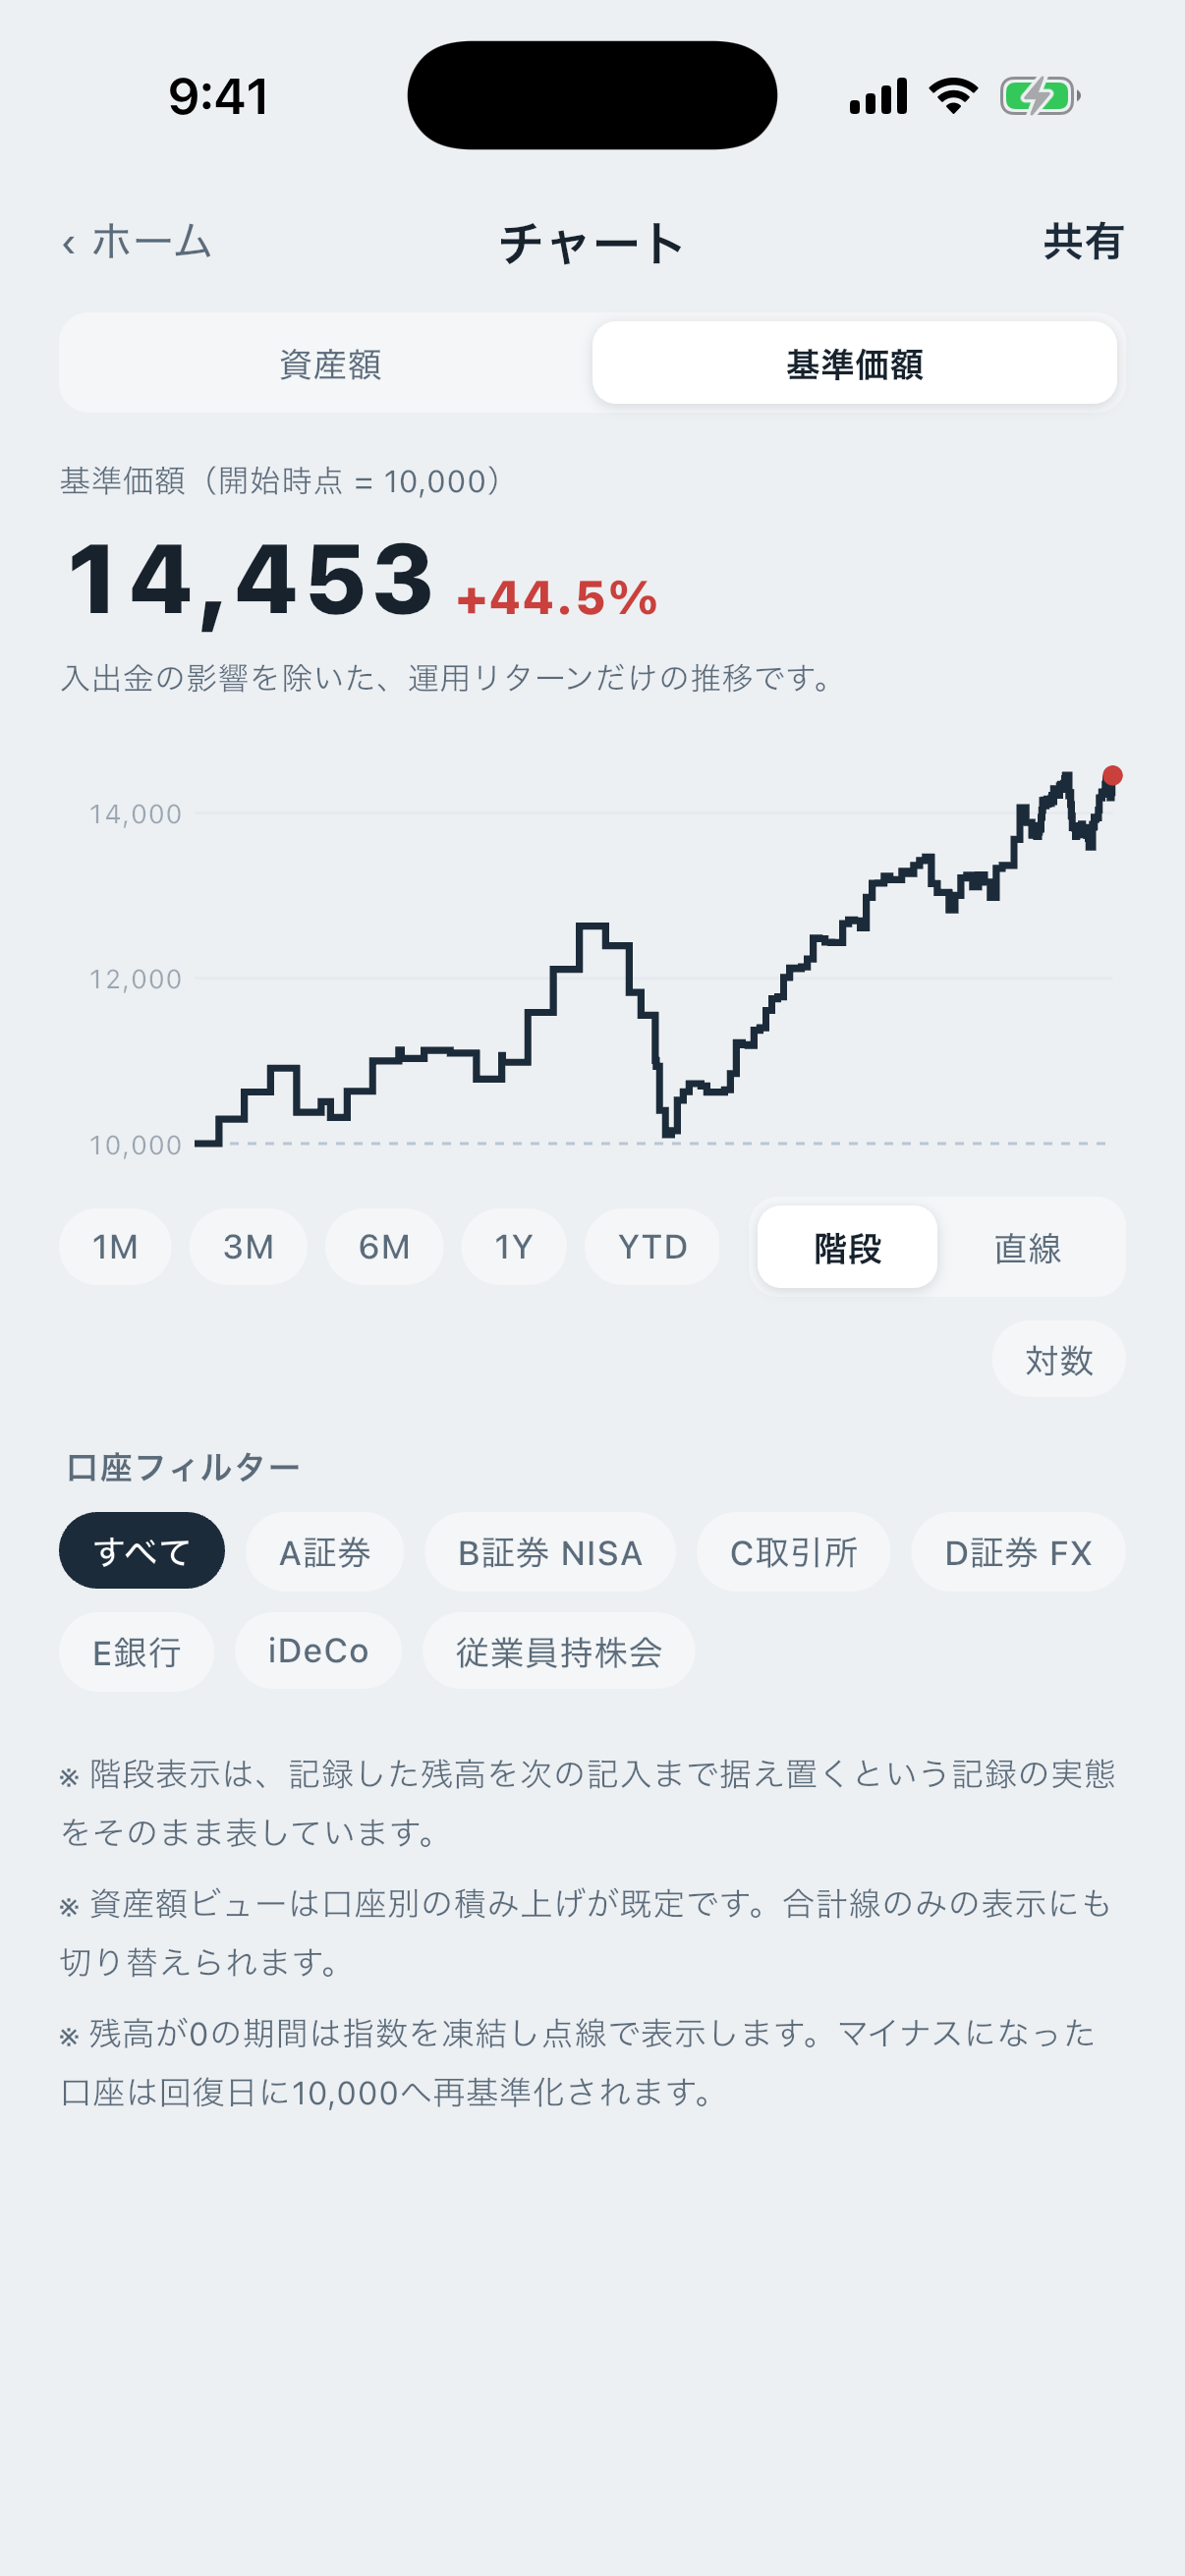 9:41
‹ ホーム
チャート
共有
資産額
基準価額
基準価額（開始時点 = 10,000）
14,453 +44.5%
入出金の影響を除いた、運用リターンだけの推移です。
14,000
12,000
10,000
1M 3M 6M 1Y YTD 階段 直線
対数
口座フィルター
すべて A証券 B証券 NISA C取引所 D証券 FX
E銀行 iDeCo 従業員持株会
※ 階段表示は、記録した残高を次の記入まで据え置くという記録の実態
をそのまま表しています。
※ 資産額ビューは口座別の積み上げが既定です。合計線のみの表示にも
切り替えられます。
※ 残高が0の期間は指数を凍結し点線で表示します。マイナスになった
口座は回復日に10,000へ再基準化されます。